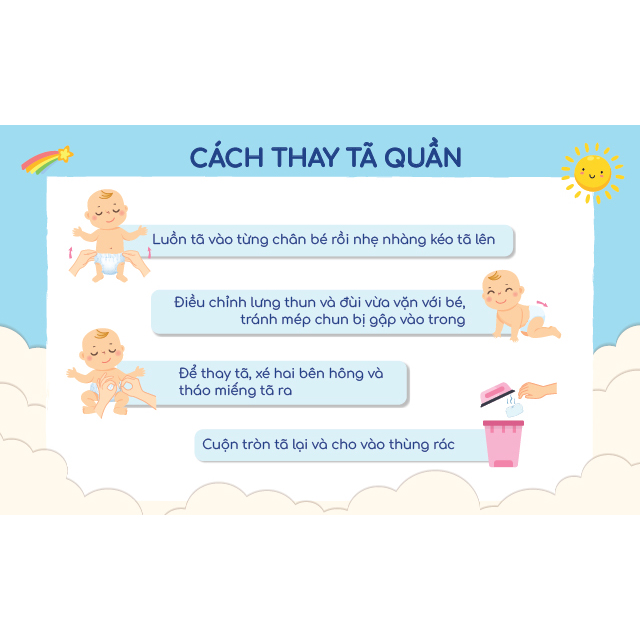 CÁCH THAY TÃ QUẦN
Luồn tã vào từng chân bé rồi nhẹ nhàng kéo tã lên
Điều chỉnh lưng thun và đùi vừa vặn với bé,
tránh mép chun bị gập vào trong
Để thay tã, xé hai bên hông và
tháo miếng tã ra
Cuộn tròn tã lại và cho vào thùng rác